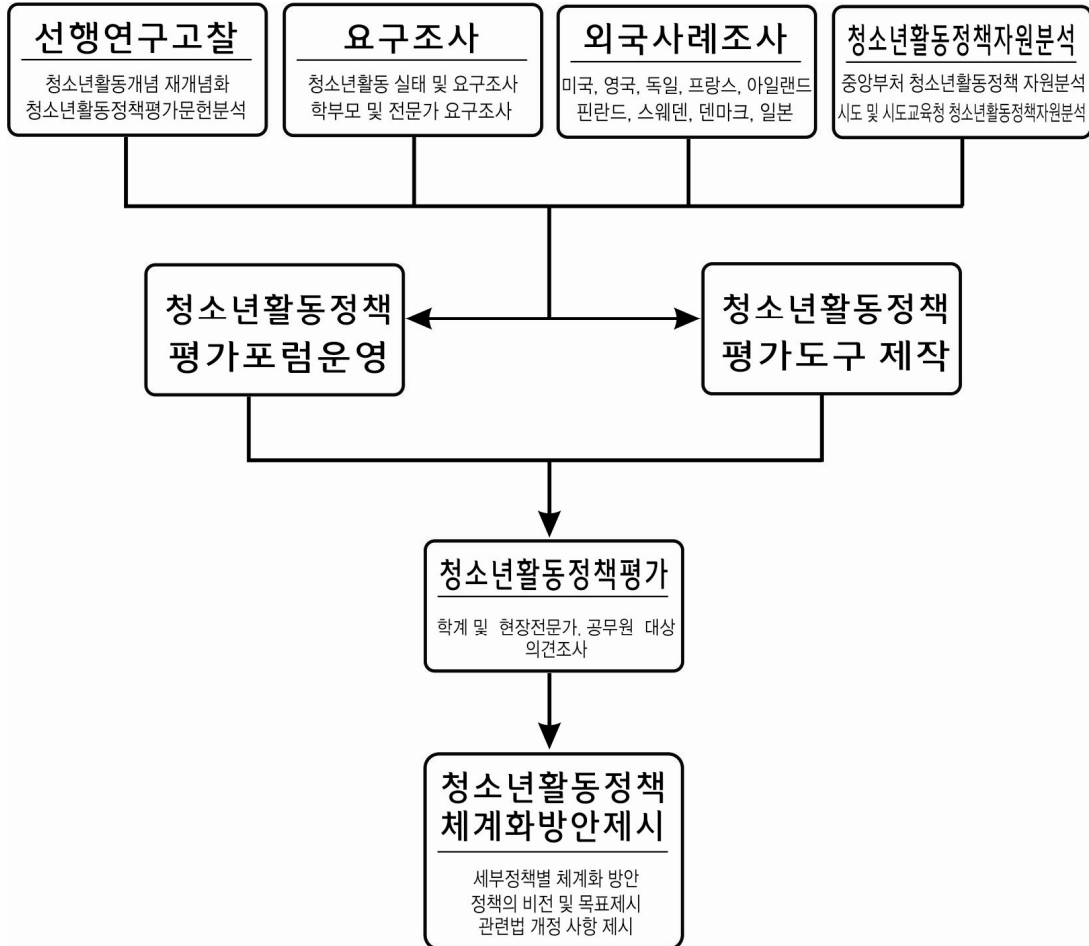 선행연구고찰
청소년활동개념 재개념화
청소년활동정책평가문헌분석
요구조사
청소년활동 실태 및 요구조사
학부모 및 전문가 요구조사
외국사례조사
미국, 영국, 독일, 프랑스, 아일랜드
핀란드, 스웨덴, 덴마크, 일본
청소년활동정책자원분석
중앙부처 청소년활동정책 자원분석
시도 및 시도교육청 청소년활동정책자원분석
청소년활동정책
평가포럼운영
청소년활동정책
평가도구 제작
청소년활동정책평가
학계 및 현장전문가, 공무원 대상
의견조사
청소년활동정책
체계화방안제시
세부정책별 체계화 방안
정책의 비전 및 목표제시
관련법 개정 사항 제시